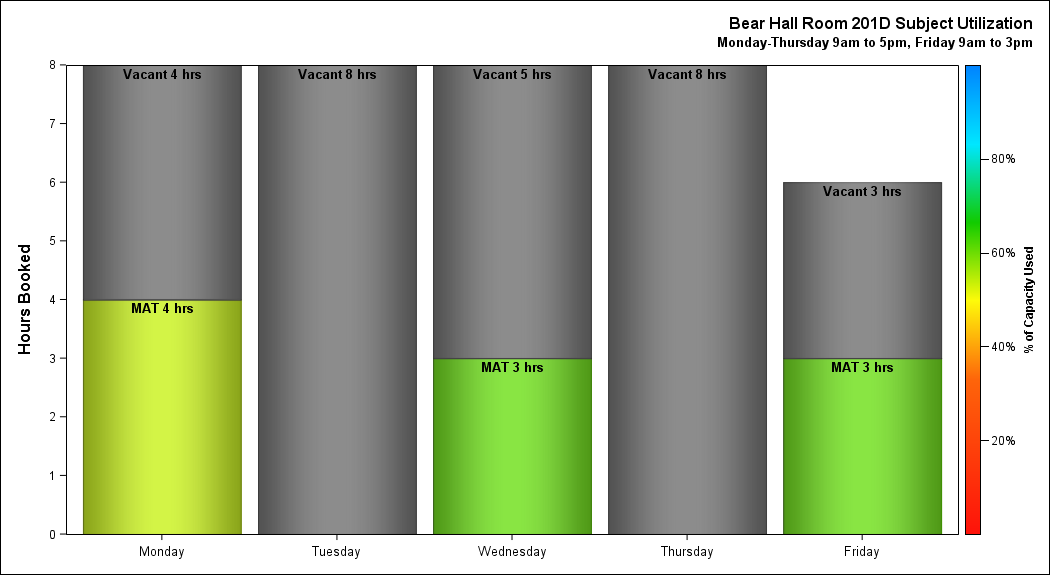 Bear Hall Room 201D Subject Utilization
Monday-Thursday 9am to 5pm, Friday 9am to 3pm
Hours Booked
8
7
6
5
4
3
2
1
0
Vacant 4 hrs
MAT 4 hrs
Vacant 8 hrs
Vacant 5 hrs
MAT 3 hrs
Vacant 8 hrs
Vacant 3 hrs
MAT 3 hrs
Monday
Tuesday
Wednesday
Thursday
Friday
80%
60%
40%
20%
% of Capacity Used